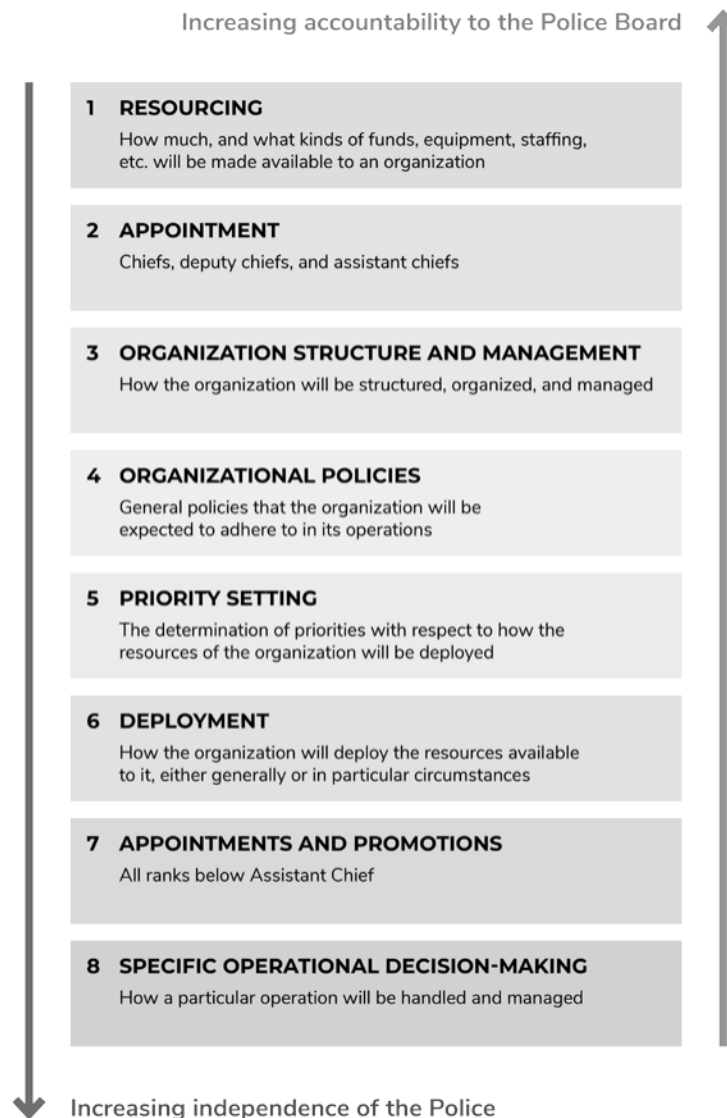 Increasing accountability to the Police Board
1 RESOURCING
How much, and what kinds of funds, equipment, staffing,
etc. will be made available to an organization
2 APPOINTMENT
Chiefs, deputy chiefs, and assistant chiefs
3 ORGANIZATION STRUCTURE AND MANAGEMENT
How the organization will be structured, organized, and managed
4 ORGANIZATIONAL POLICIES
General policies that the organization will be
expected to adhere to in its operations
5 PRIORITY SETTING
The determination of priorities with respect to how the
resources of the organization will be deployed
6 DEPLOYMENT
How the organization will deploy the resources available
to it, either generally or in particular circumstances
7 APPOINTMENTS AND PROMOTIONS
All ranks below Assistant Chief
8 SPECIFIC OPERATIONAL DECISION-MAKING
How a particular operation will be handled and managed
Increasing independence of the Police